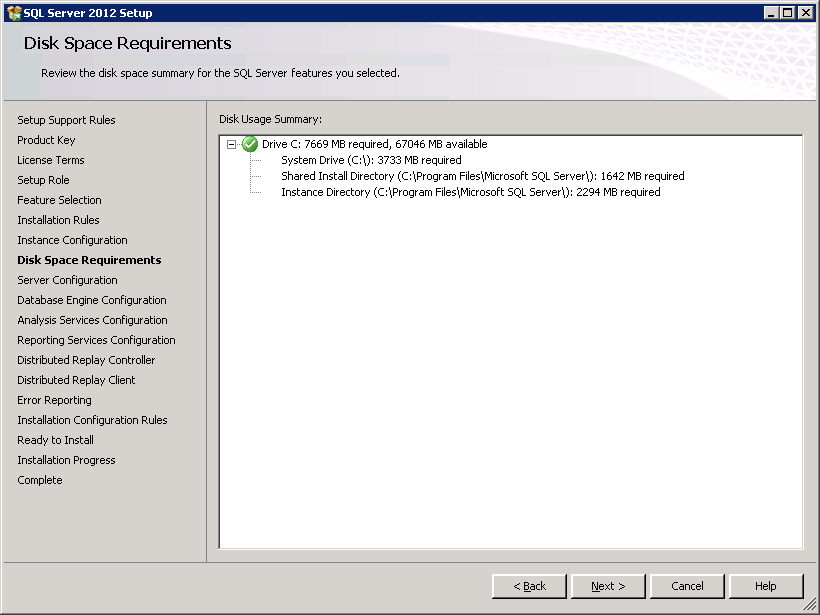 SQL Server 2012 Setup
Disk Space Requirements
Review the disk space summary for the SQL Server features you selected.
Setup Support Rules
Product Key
License Terms
Setup Role
Feature Selection
Installation Rules
Instance Configuration
Disk Space Requirements
Server Configuration
Database Engine Configuration
Analysis Services Configuration
Reporting Services Configuration
Distributed Replay Controller
Distributed Replay Client
Error Reporting
Installation Configuration Rules
Ready to Install
Installation Progress
Complete
Disk Usage Summary:
Drive C: 7669 MB required, 67046 MB available
System Drive (C:\): 3733 MB required
Shared Install Directory (C:\Program Files\Microsoft SQL Server\): 1642 MB required
Instance Directory (C:\Program Files\Microsoft SQL Server\): 2294 MB required
< Back
Next >
Cancel
Help